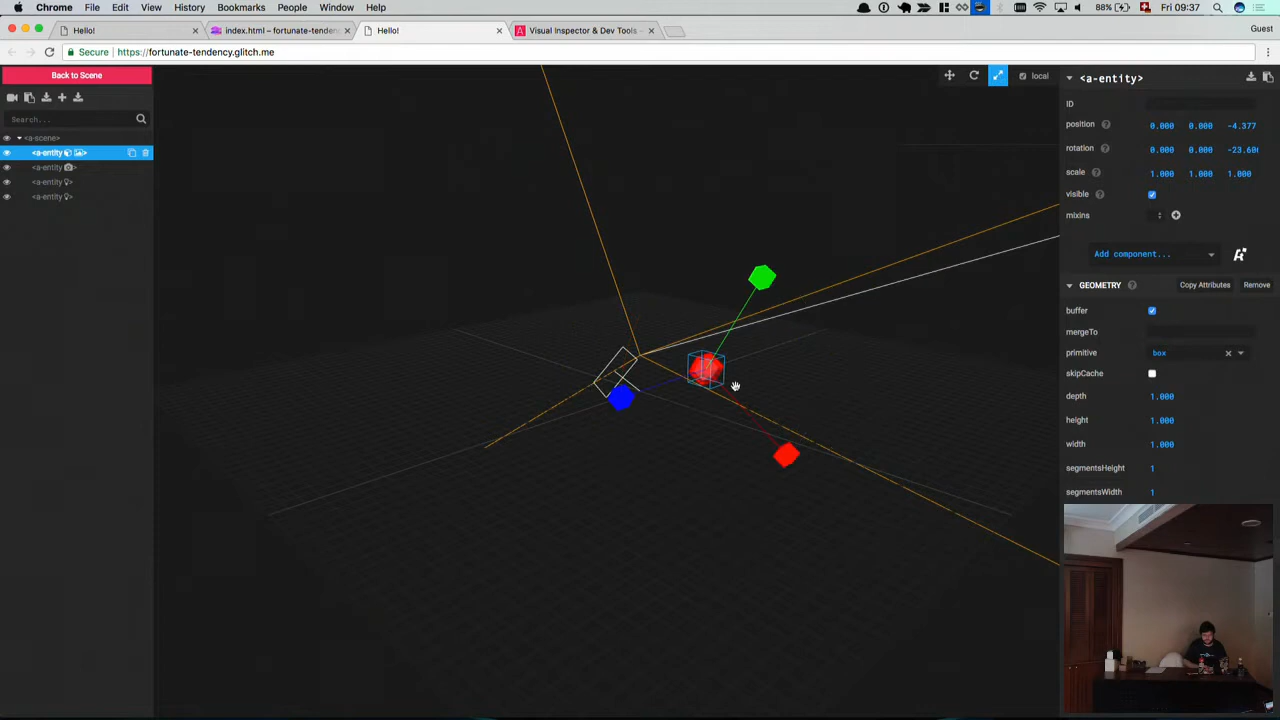 Chrome File Edit View History Bookmarks People Window Help 88% Fri 09:37
Hello! index.html – fortunate-tenden Hello! Visual Inspector & Dev Tools – Guest
Secure https://fortunate-tendency.glitch.me
Back to Scene
Search...
<a-scene>
<a-entity >
<a-entity >
<a-entity >
<a-entity >
local
<a-entity>
ID
position 0.000 0.000 -4.377
rotation 0.000 0.000 -23.60
scale 1.000 1.000 1.000
visible
mixins
Add component...
GEOMETRY Copy Attributes Remove
buffer
mergeTo
primitive box
skipCache
depth 1.000
height 1.000
width 1.000
segmentsHeight 1
segmentsWidth 1